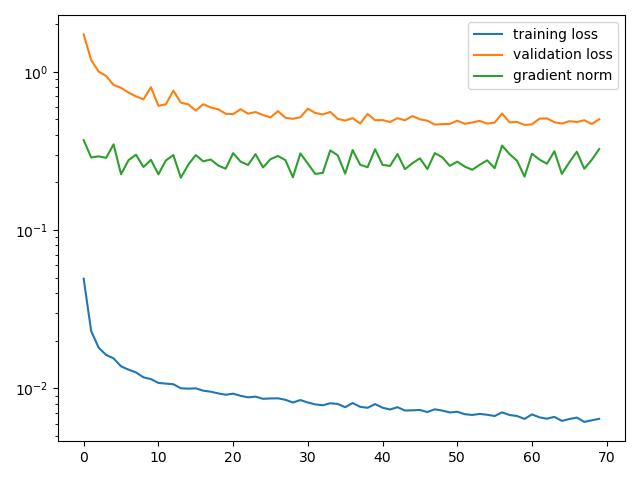 training loss
validation loss
gradient norm
10⁰
10⁻¹
10⁻²
0 10 20 30 40 50 60 70